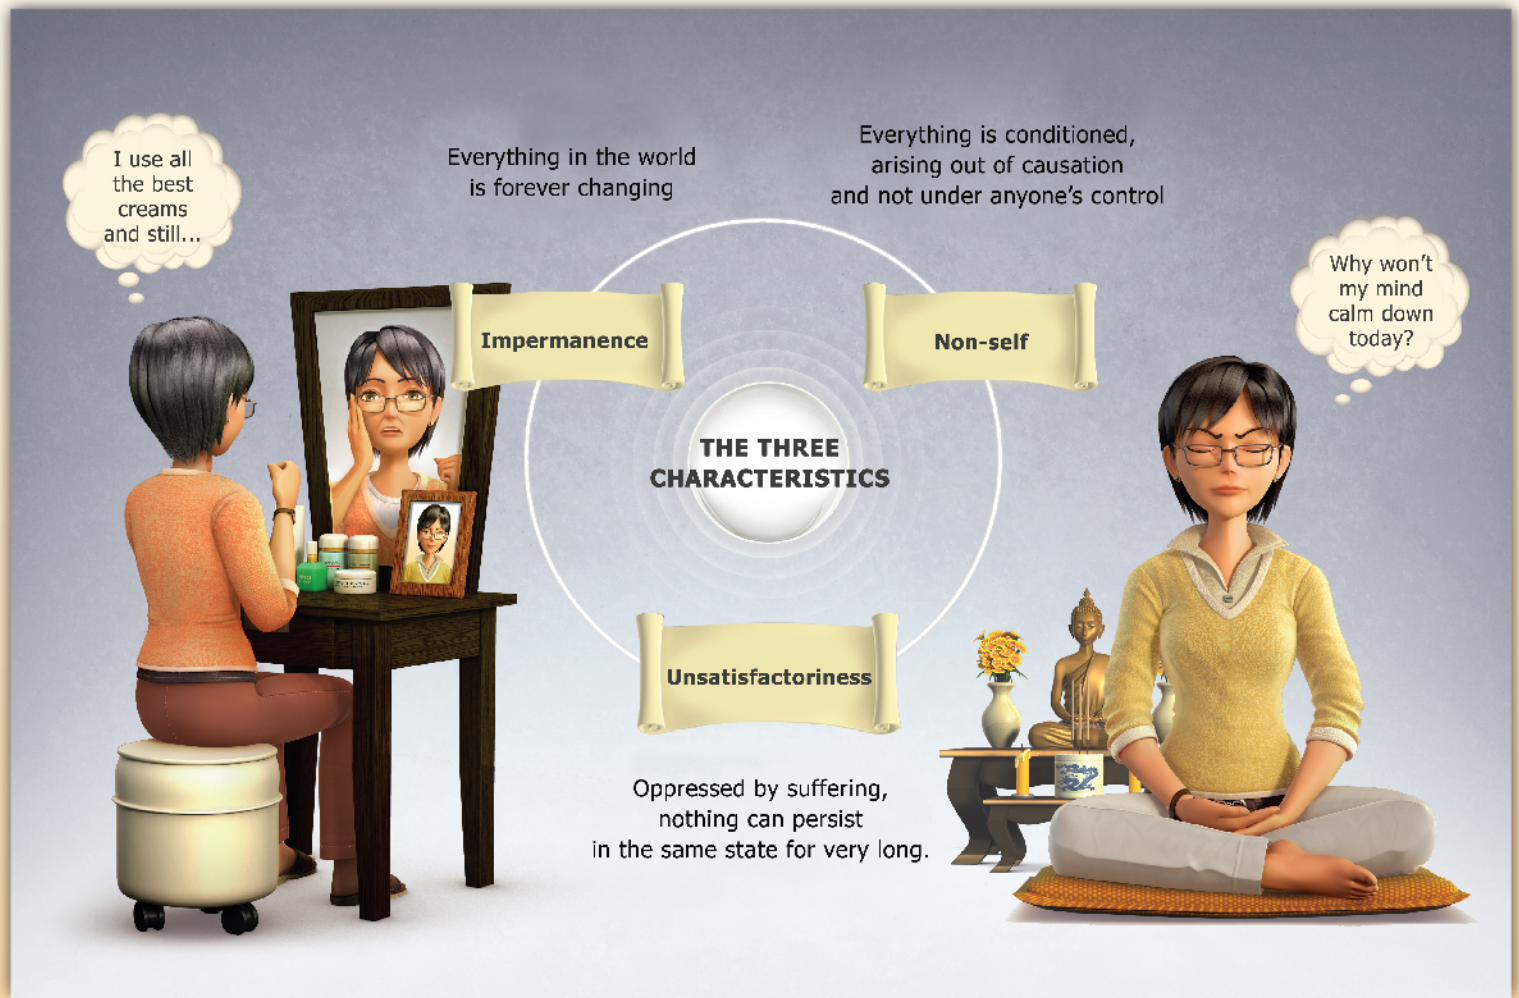 I use all
the best
creams
and still...
Everything in the world
is forever changing
Everything is conditioned,
arising out of causation
and not under anyone’s control
Why won’t
my mind
calm down
today?
Impermanence
Non-self
THE THREE
CHARACTERISTICS
Unsatisfactoriness
Oppressed by suffering,
nothing can persist
in the same state for very long.